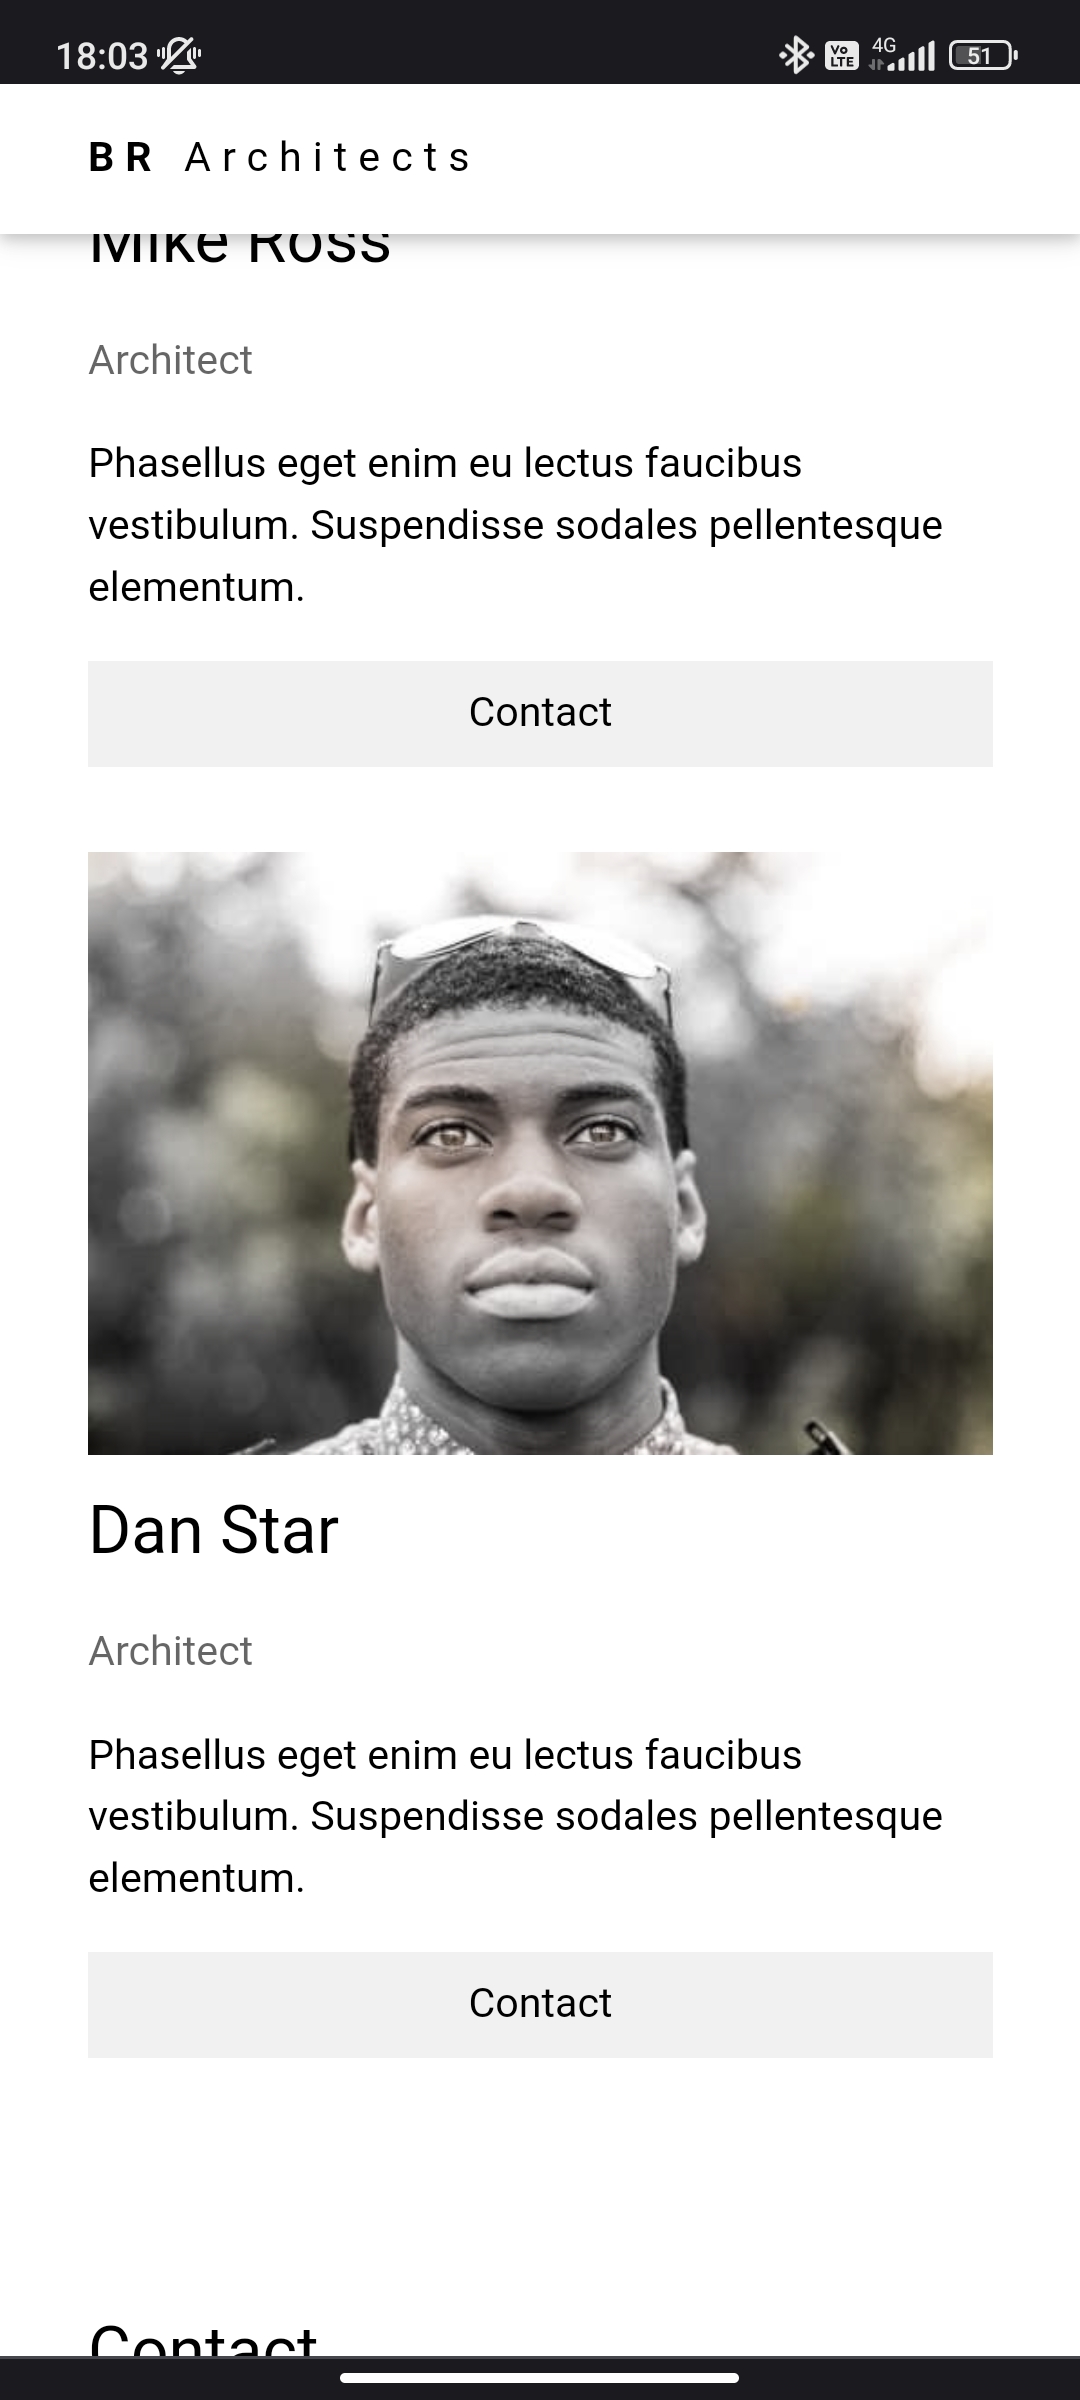 18:03
Vo LTE 4G 51
BR Architects
Mike Ross
Architect
Phasellus eget enim eu lectus faucibus
vestibulum. Suspendisse sodales pellentesque
elementum.
Contact
Dan Star
Architect
Phasellus eget enim eu lectus faucibus
vestibulum. Suspendisse sodales pellentesque
elementum.
Contact
Contact